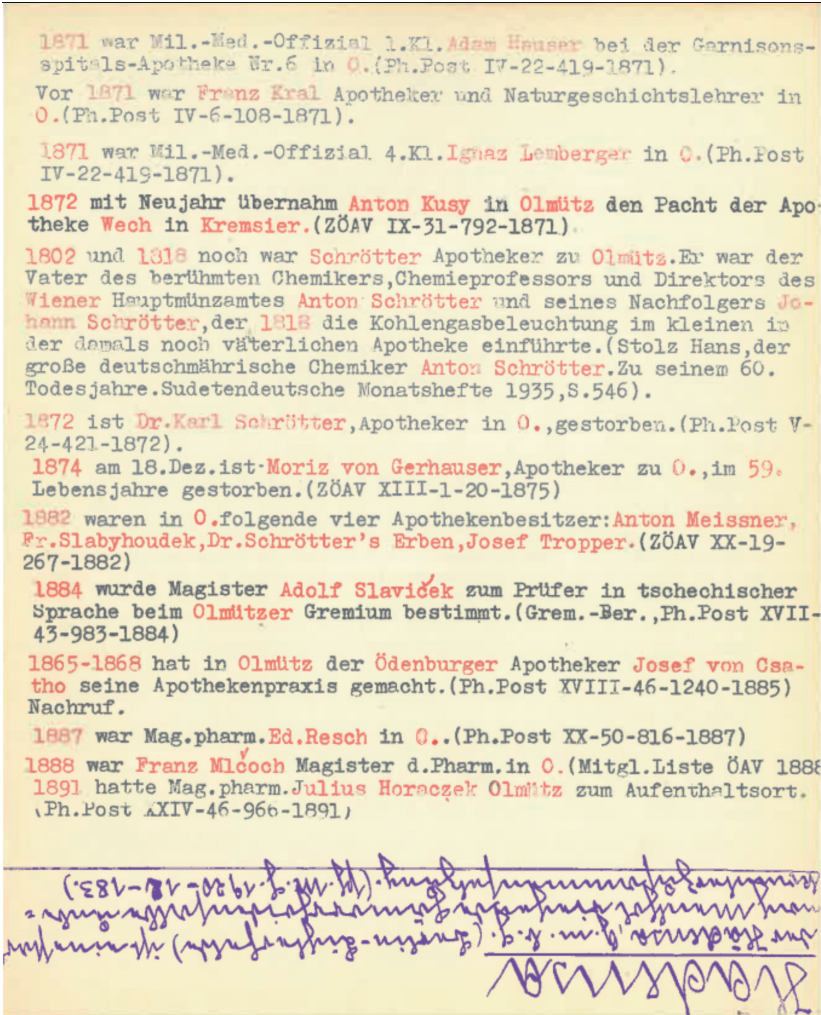 1871 war Mil.-Med.-Offizial 1.Kl.Adam Hauser bei der Garnisons-
spitals-Apotheke Nr.6 in O.(Ph.Post IV-22-419-1871).
Vor 1871 war Franz Kral Apotheker und Naturgeschichtslehrer in
O.(Ph.Post IV-6-108-1871).
1871 war Mil.-Med.-Offizial 4.Kl.Ignaz Lemberger in O.(Ph.Post
IV-22-419-1871).
1872 mit Neujahr übernahm Anton Kusy in Olmütz den Pacht der Apo-
theke Wech in Kremsier.(ZÖAV IX-31-792-1871)
1802 und 1818 noch war Schrötter Apotheker zu Olmütz.Er war der
Vater des berühmten Chemikers,Chemieprofessors und Direktors des
Wiener Hauptmünzamtes Anton Schrötter und seines Nachfolgers Jo-
hann Schrötter,der 1818 die Kohlengasbeleuchtung im kleinen in
der damals noch väterlichen Apotheke einführte.(Stolz Hans,der
große deutschmährische Chemiker Anton Schrötter.Zu seinem 60.
Todesjahre.Sudetendeutsche Monatshefte 1935,S.546).
1872 ist Dr.Karl Schrötter,Apotheker in O.,gestorben.(Ph.Post V-
24-421-1872).
1874 am 18.Dez.ist Moriz von Gerhauser,Apotheker zu O.,im 59.
Lebensjahre gestorben.(ZÖAV XIII-1-20-1875)
1882 waren in O.folgende vier Apothekenbesitzer:Anton Meissner,
Fr.Slabyhoudek,Dr.Schrötter's Erben,Josef Tropper.(ZÖAV XX-19-
267-1882)
1884 wurde Magister Adolf Slavíček zum Prüfer in tschechischer
Sprache beim Olmützer Gremium bestimmt.(Grem.-Ber.,Ph.Post XVII-
43-983-1884)
1865-1868 hat in Olmütz der Ödenburger Apotheker Josef von Csa-
tho seine Apothekenpraxis gemacht.(Ph.Post XVIII-46-1240-1885)
Nachruf.
1887 war Mag.pharm.Ed.Resch in O..(Ph.Post XX-50-816-1887)
1888 war Franz Mlčoch Magister d.Pharm.in O.(Mitgl.Liste ÖAV 1888
1891 hatte Mag.pharm.Julius Horaczek Olmütz zum Aufenthaltsort.
(Ph.Post XXIV-46-966-1891)
Hadensa
der Hädensa, G.m.b.H. (Berlin-Lichterfelde) ist eine
(Ph.M. 1920-12-183.)